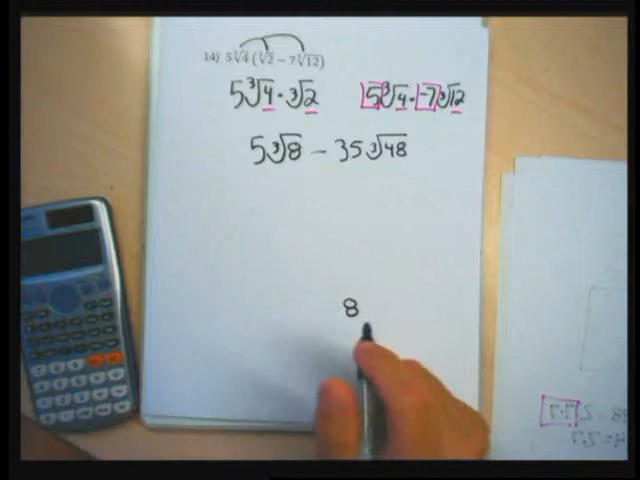 14) 5∛4(∛2 − 7∛12)
5∛4 · ∛2   5∛4 · −7∛12
5∛8 − 35∛48
8